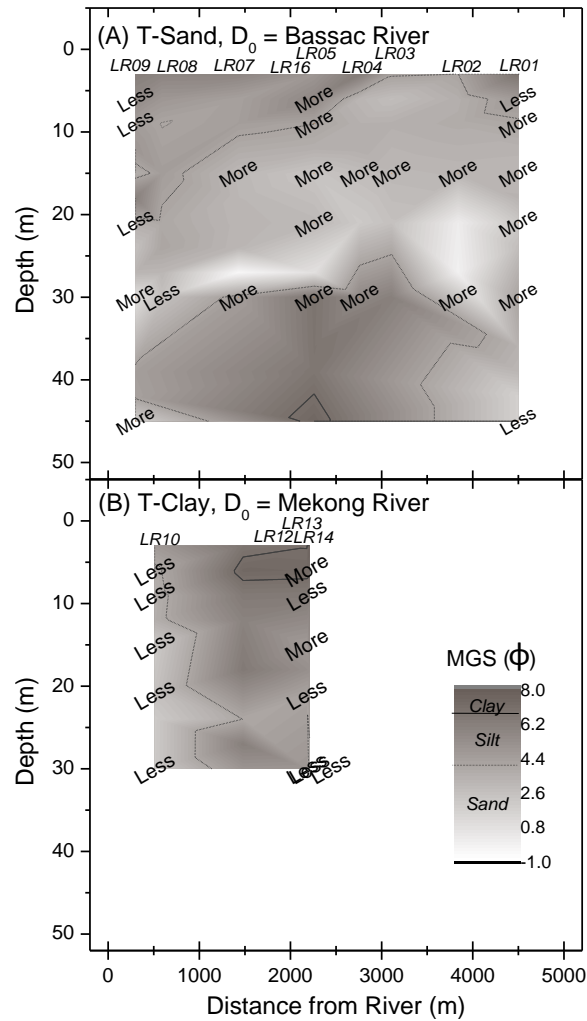 (A) T-Sand, D0 = Bassac River
LR05 LR03
LR09 LR08 LR07 LR16 LR04 LR02 LR01
Less More Less
Less More More
More More More More More More
Less More More
More Less More More More More More
More Less
0
10
20
30
40
50
Depth (m)
(B) T-Clay, D0 = Mekong River
LR13
LR10 LR12 LR14
Less More
Less Less
Less More
Less Less
Less Less Less Less
0
10
20
30
40
50
Depth (m)
MGS (ϕ)
8.0
Clay
6.2
Silt
4.4
2.6
Sand
0.8
-1.0
0 1000 2000 3000 4000 5000
Distance from River (m)